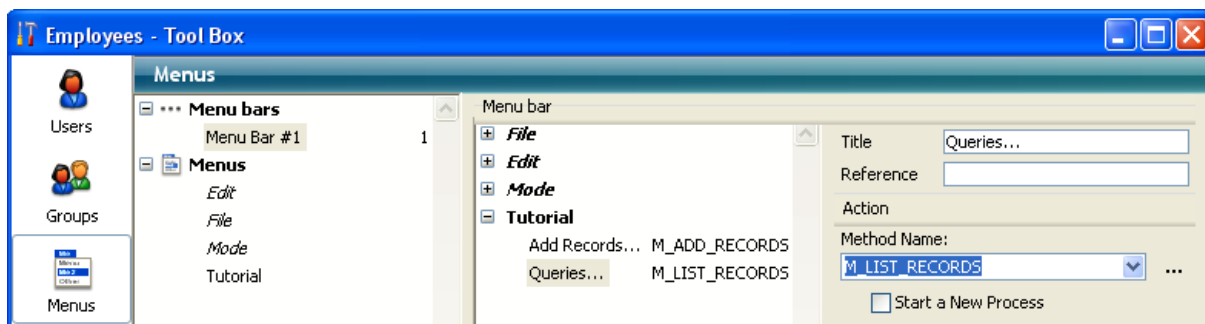 Employees - Tool Box
Users
Groups
Menus
Menus
Menu bars
Menu Bar #1 1
Menus
Edit
File
Mode
Tutorial
Menu bar
File
Edit
Mode
Tutorial
Add Records... M_ADD_RECORDS
Queries... M_LIST_RECORDS
Title Queries...
Reference
Action
Method Name:
M_LIST_RECORDS ...
Start a New Process